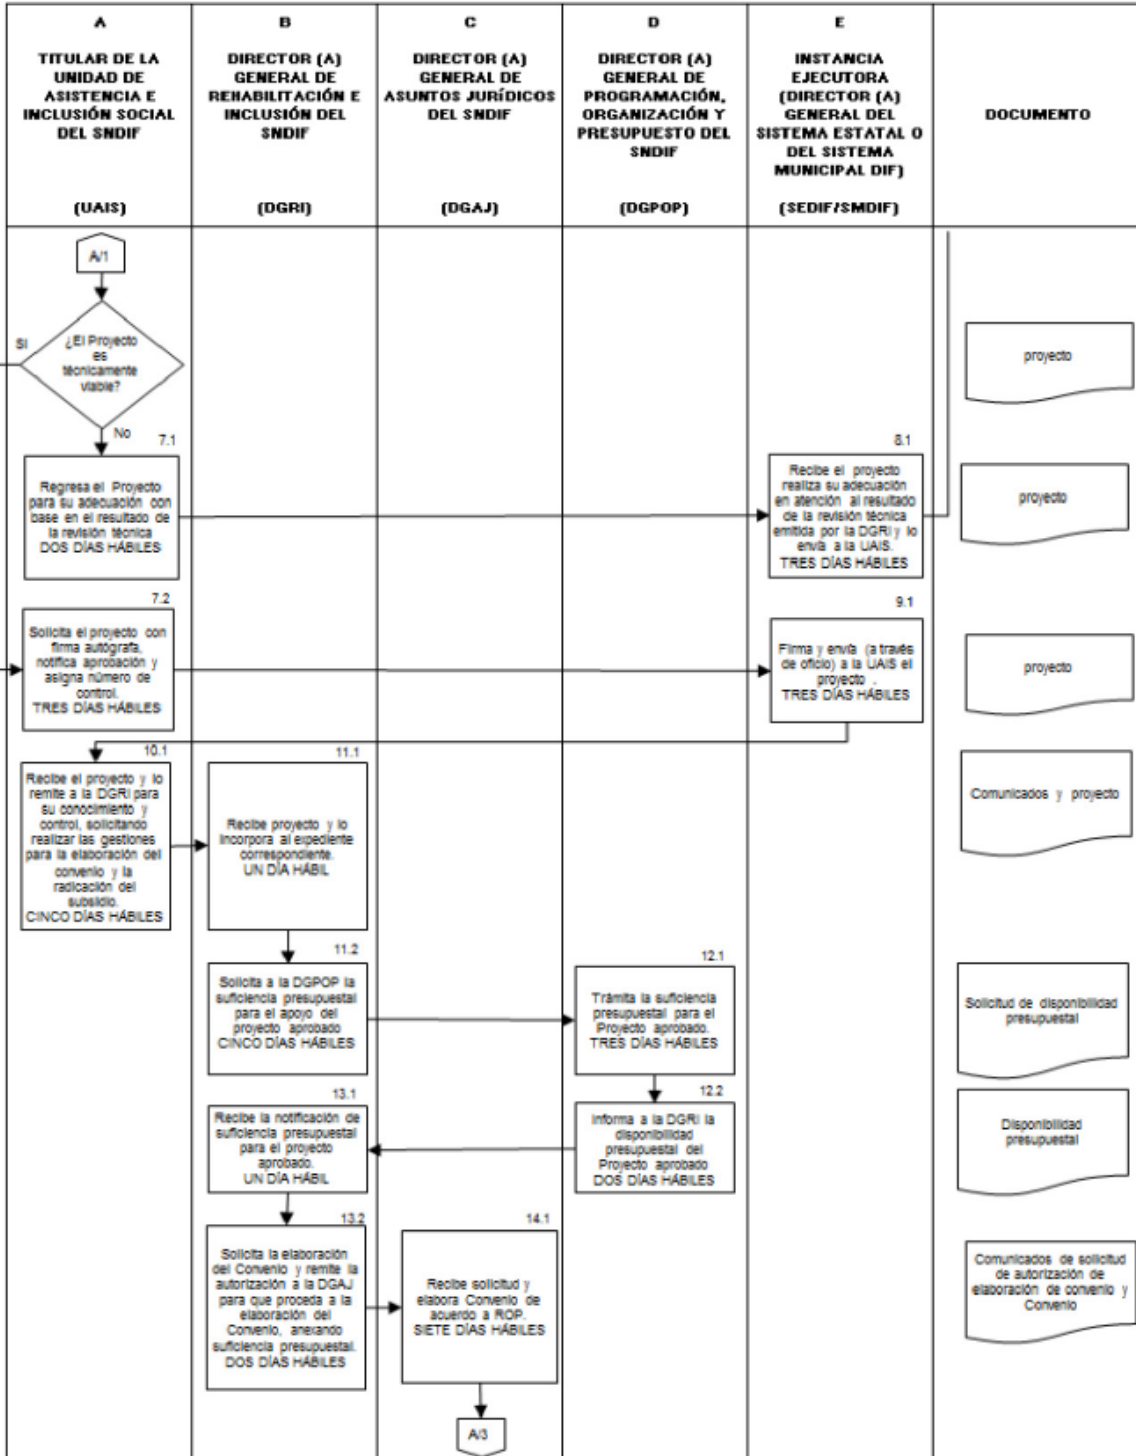 A
TITULAR DE LA
UNIDAD DE
ASISTENCIA E
INCLUSIÓN SOCIAL
DEL SNDIF
(UAIS)
B
DIRECTOR (A)
GENERAL DE
REHABILITACIÓN E
INCLUSIÓN DEL
SNDIF
(DGRI)
C
DIRECTOR (A)
GENERAL DE
ASUNTOS JURÍDICOS
DEL SNDIF
(DGAJ)
D
DIRECTOR (A)
GENERAL DE
PROGRAMACIÓN,
ORGANIZACIÓN Y
PRESUPUESTO DEL
SNDIF
(DGPOP)
E
INSTANCIA
EJECUTORA
(DIRECTOR (A)
GENERAL DEL
SISTEMA ESTATAL O
DEL SISTEMA
MUNICIPAL DIF)
(SEDIF/SMDIF)
DOCUMENTO
A/1
SI
¿El Proyecto
es
técnicamente
viable?
proyecto
No
7.1
Regresa el Proyecto
para su adecuación con
base en el resultado de
la revisión técnica
DOS DÍAS HÁBILES
8.1
Recibe el proyecto
realiza su adecuación
en atención al resultado
de la revisión técnica
emitida por la DGRI y lo
envía a la UAIS.
TRES DÍAS HÁBILES
proyecto
7.2
Solicita el proyecto con
firma autógrafa,
notifica aprobación y
asigna número de
control.
TRES DÍAS HÁBILES
9.1
Firma y envía (a través
de oficio) a la UAIS el
proyecto .
TRES DÍAS HÁBILES
proyecto
10.1
Recibe el proyecto y lo
remite a la DGRI para
su conocimiento y
control, solicitando
realizar las gestiones
para la elaboración del
convenio y la
radicación del
subsidio.
CINCO DÍAS HÁBILES
11.1
Recibe proyecto y lo
incorpora al expediente
correspondiente.
UN DÍA HÁBIL
Comunicados y proyecto
11.2
Solicita a la DGPOP la
suficiencia presupuestal
para el apoyo del
proyecto aprobado
CINCO DÍAS HÁBILES
12.1
Trámita la suficiencia
presupuestal para el
Proyecto aprobado.
TRES DÍAS HÁBILES
Solicitud de disponibilidad
presupuestal
13.1
Recibe la notificación de
suficiencia presupuestal
para el proyecto
aprobado.
UN DÍA HÁBIL
12.2
Informa a la DGRI la
disponibilidad
presupuestal del
Proyecto aprobado
DOS DÍAS HÁBILES
Disponibilidad
presupuestal
13.2
Solicita la elaboración
del Convenio y remite la
autorización a la DGAJ
para que proceda a la
elaboración del
Convenio, anexando
suficiencia presupuestal.
DOS DÍAS HÁBILES
14.1
Recibe solicitud y
elabora Convenio de
acuerdo a ROP.
SIETE DÍAS HÁBILES
Comunicados de solicitud
de autorización de
elaboración de convenio y
Convenio
A/3